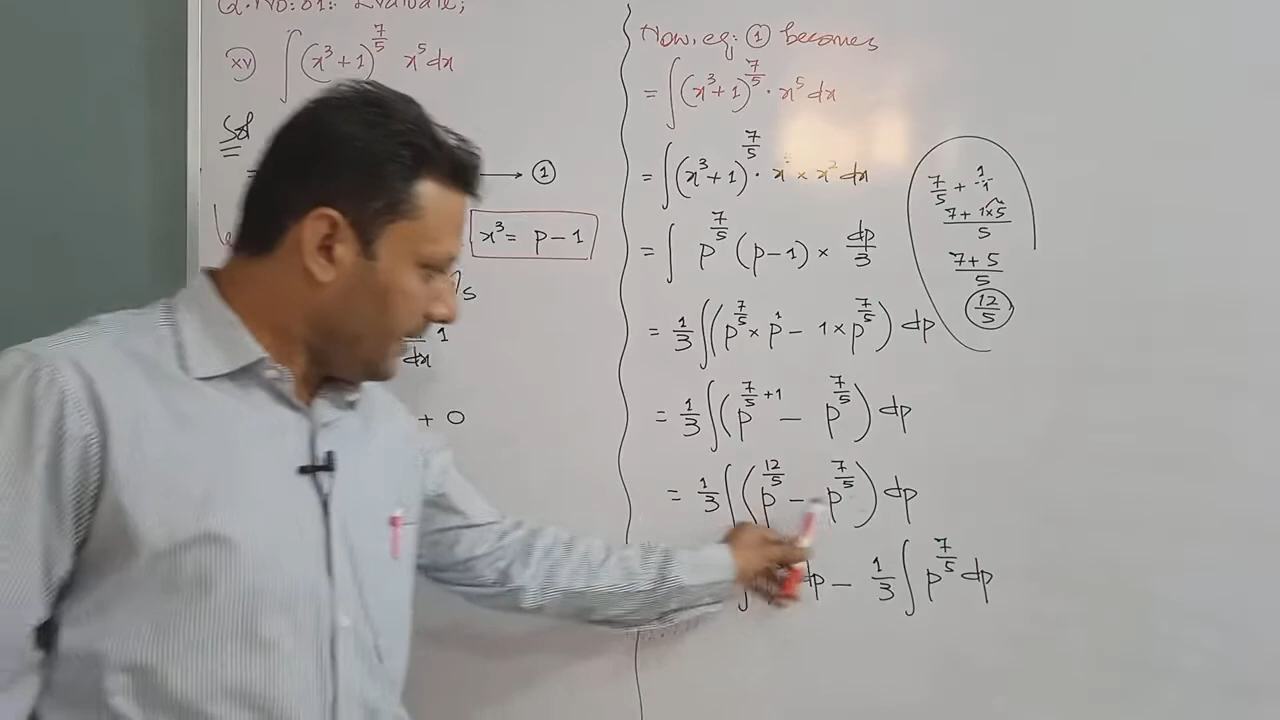 Q.No:01: Evaluate;
(xv) ∫(x³+1)^{7/5} x⁵ dx
Sol
→ ①
x³ = p-1
dx 1
+ 0
Now, eq: ① becomes
= ∫(x³+1)^{7/5} · x⁵ dx
= ∫(x³+1)^{7/5} · x³ × x² dx
= ∫ p^{7/5} (p-1) × dp/3
= 1/3 ∫(p^{7/5} × p¹ - 1 × p^{7/5}) dp
= 1/3 ∫(p^{7/5 + 1} - p^{7/5}) dp
= 1/3 ∫(p^{12/5} - p^{7/5}) dp
∫ dp - 1/3 ∫ p^{7/5} dp
7/5 + 1/1
7 + 1×5 / 5
7 + 5 / 5
12/5